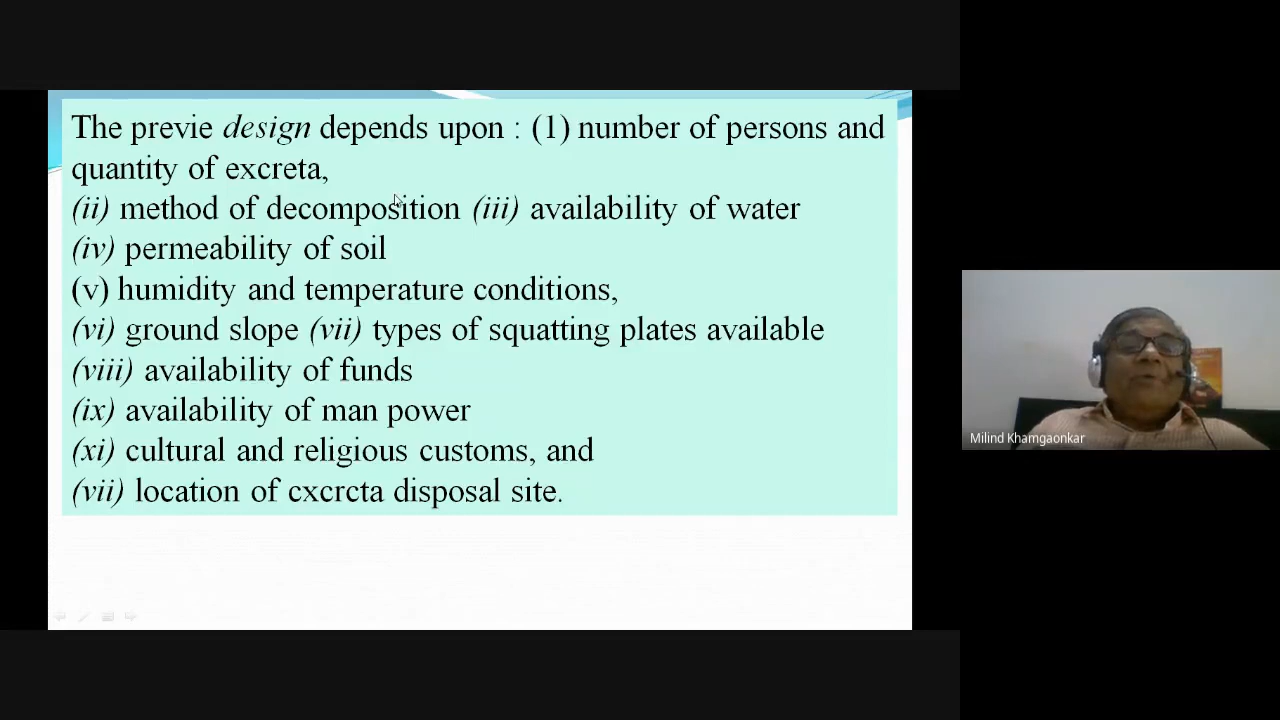 The previe design depends upon : (1) number of persons and
quantity of excreta,
(ii) method of decomposition (iii) availability of water
(iv) permeability of soil
(v) humidity and temperature conditions,
(vi) ground slope (vii) types of squatting plates available
(viii) availability of funds
(ix) availability of man power
(xi) cultural and religious customs, and
(vii) location of cxcrcta disposal site.
Milind Khamgaonkar